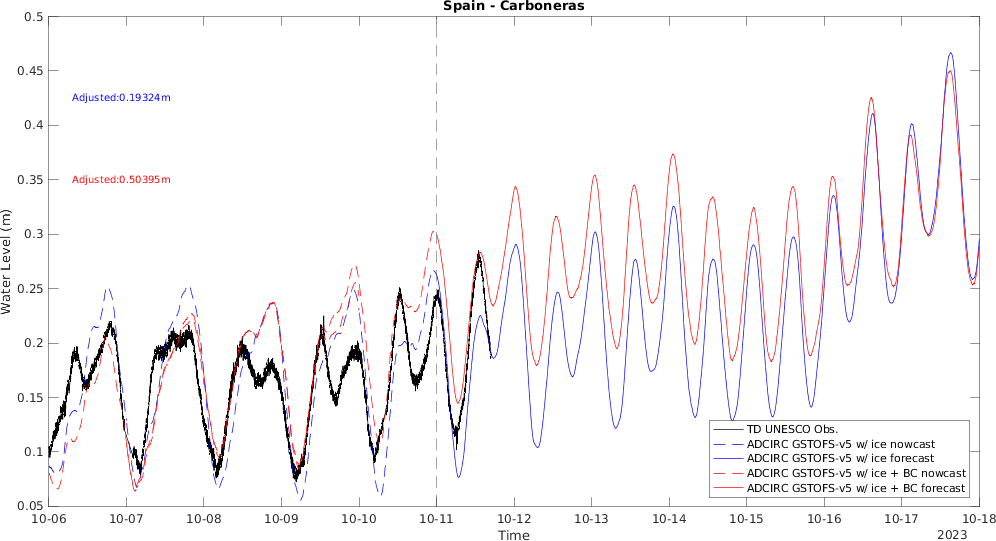 Spain - Carboneras
0.5
0.45
0.4
0.35
0.3
0.25
0.2
0.15
0.1
0.05
Water Level (m)
Adjusted:0.19324m
Adjusted:0.50395m
TD UNESCO Obs.
ADCIRC GSTOFS-v5 w/ ice nowcast
ADCIRC GSTOFS-v5 w/ ice forecast
ADCIRC GSTOFS-v5 w/ ice + BC nowcast
ADCIRC GSTOFS-v5 w/ ice + BC forecast
10-06 10-07 10-08 10-09 10-10 10-11 10-12 10-13 10-14 10-15 10-16 10-17 10-18
Time
2023